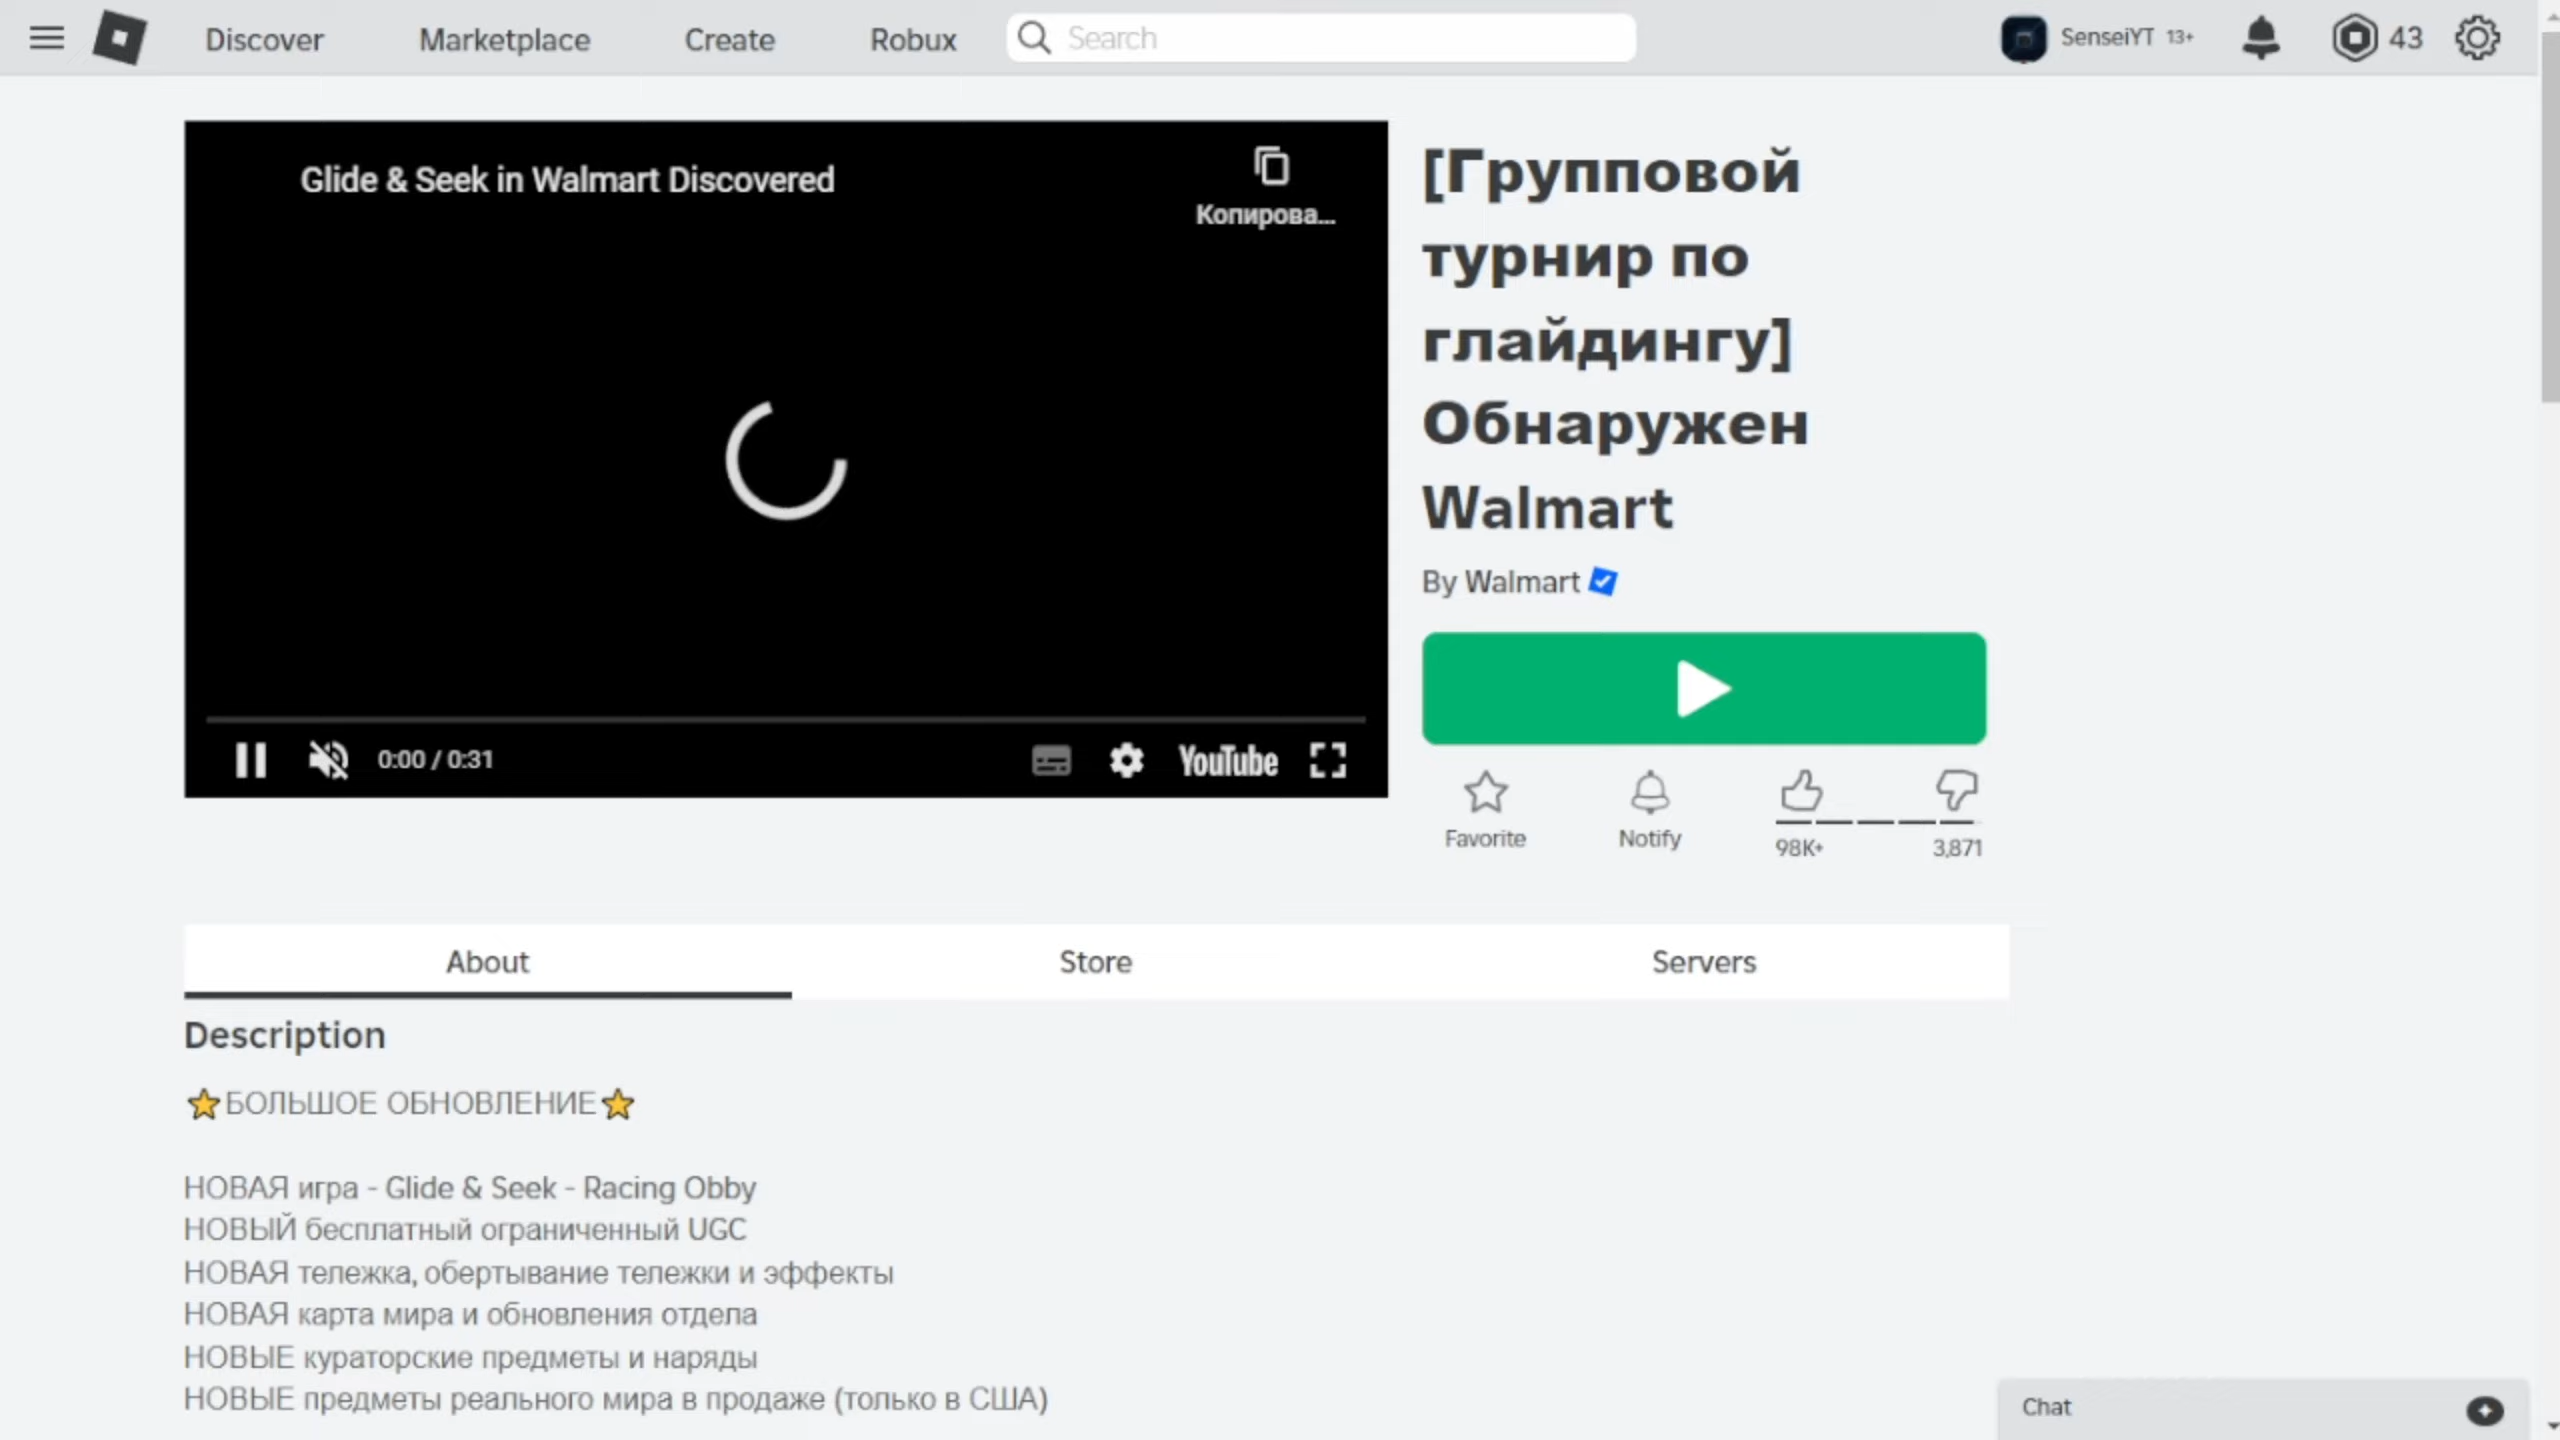 Discover
Marketplace
Create
Robux
Search
SenseiYT 13+
43
Glide & Seek in Walmart Discovered
Копирова...
0:00 / 0:31
YouTube
[Групповой
турнир по
глайдингу]
Обнаружен
Walmart
By Walmart
Favorite
Notify
98K+
3,871
About
Store
Servers
Description
⭐БОЛЬШОЕ ОБНОВЛЕНИЕ⭐
НОВАЯ игра - Glide & Seek - Racing Obby
НОВЫЙ бесплатный ограниченный UGC
НОВАЯ тележка, обертывание тележки и эффекты
НОВАЯ карта мира и обновления отдела
НОВЫЕ кураторские предметы и наряды
НОВЫЕ предметы реального мира в продаже (только в США)
Chat